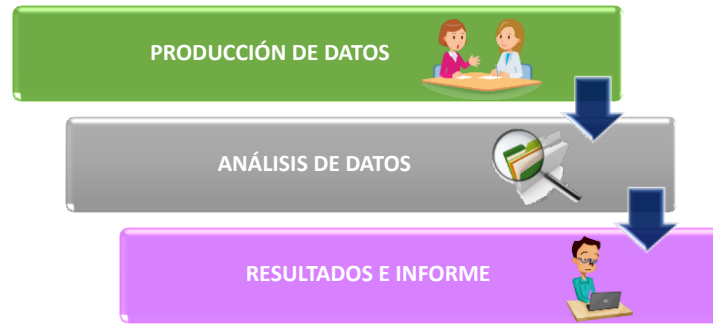 PRODUCCIÓN DE DATOS
ANÁLISIS DE DATOS
RESULTADOS E INFORME